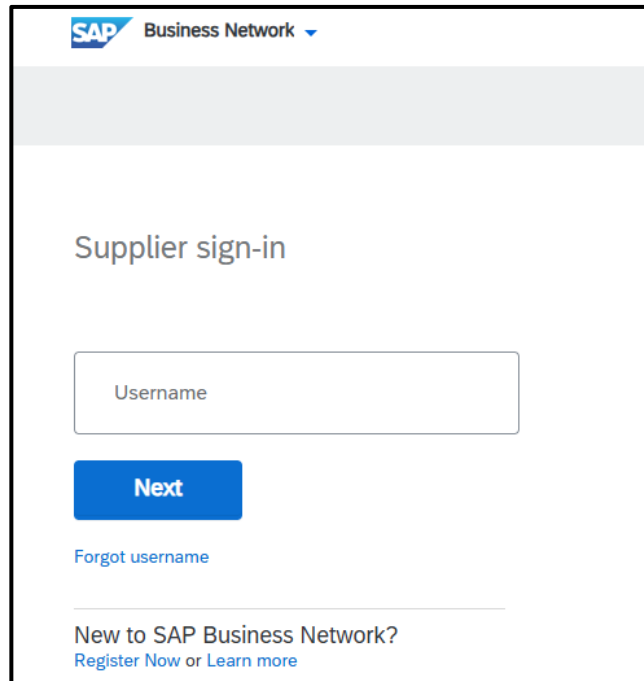 SAP Business Network
Supplier sign-in
Username
Next
Forgot username
New to SAP Business Network?
Register Now or Learn more